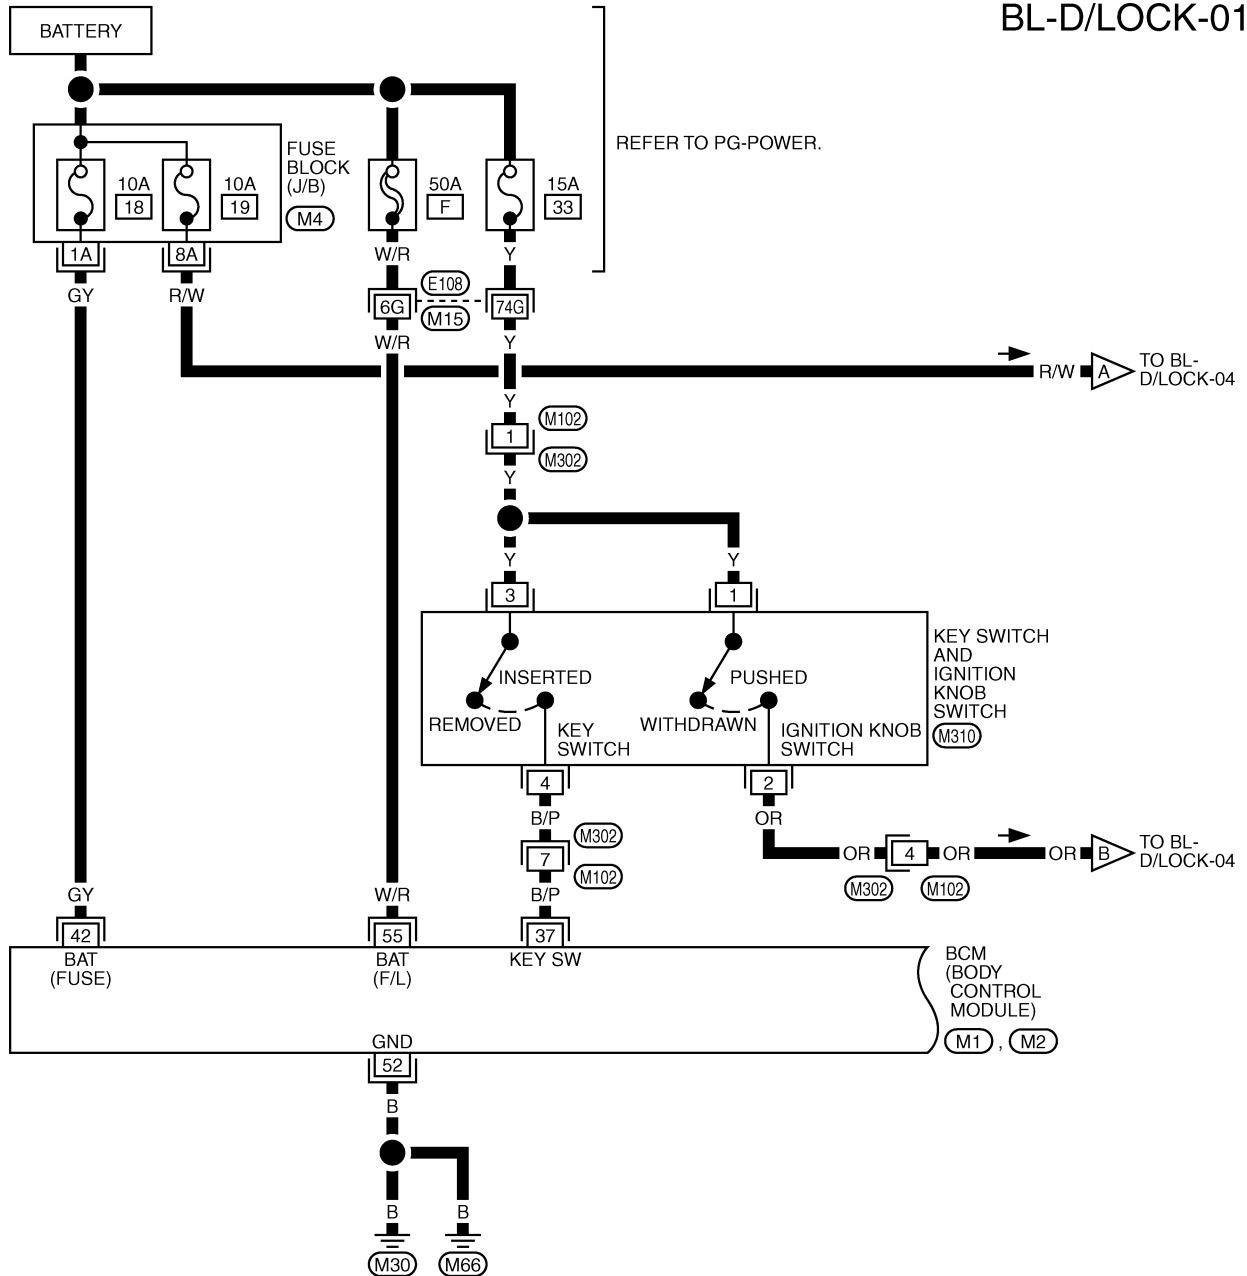 BL-D/LOCK-01
BATTERY
REFER TO PG-POWER.
FUSE
BLOCK
(J/B)
M4
10A
18
10A
19
50A
F
15A
33
1A
8A
W/R
Y
GY
R/W
E108
6G
74G
M15
W/R
Y
R/W
A
TO BL-
D/LOCK-04
Y
M102
1
M302
Y
Y
Y
3
1
KEY SWITCH
AND
IGNITION
KNOB
SWITCH
M310
INSERTED
PUSHED
REMOVED
WITHDRAWN
KEY
SWITCH
IGNITION KNOB
SWITCH
4
2
B/P
OR
M302
7
M102
B/P
OR
4
OR
OR
B
TO BL-
D/LOCK-04
M302
M102
GY
W/R
42
55
37
BAT
(FUSE)
BAT
(F/L)
KEY SW
BCM
(BODY
CONTROL
MODULE)
M1 , M2
GND
52
B
B
B
M30
M66